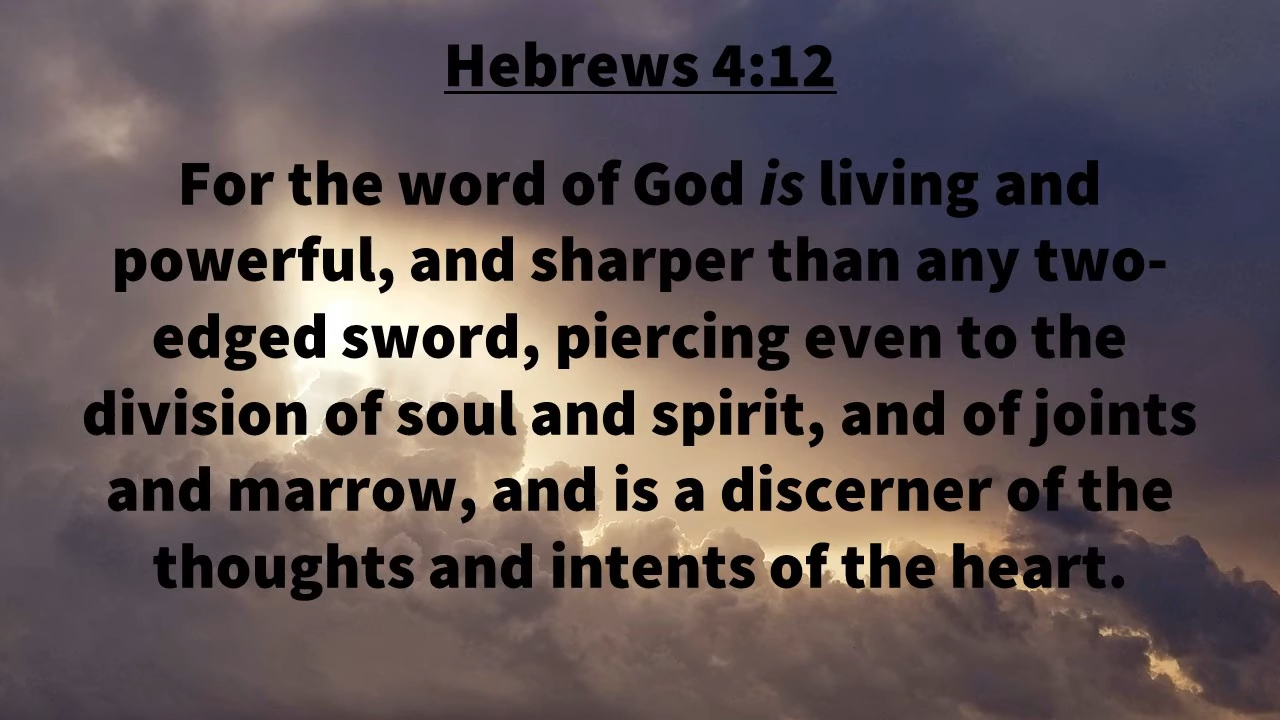 Hebrews 4:12
For the word of God is living and
powerful, and sharper than any two-
edged sword, piercing even to the
division of soul and spirit, and of joints
and marrow, and is a discerner of the
thoughts and intents of the heart.